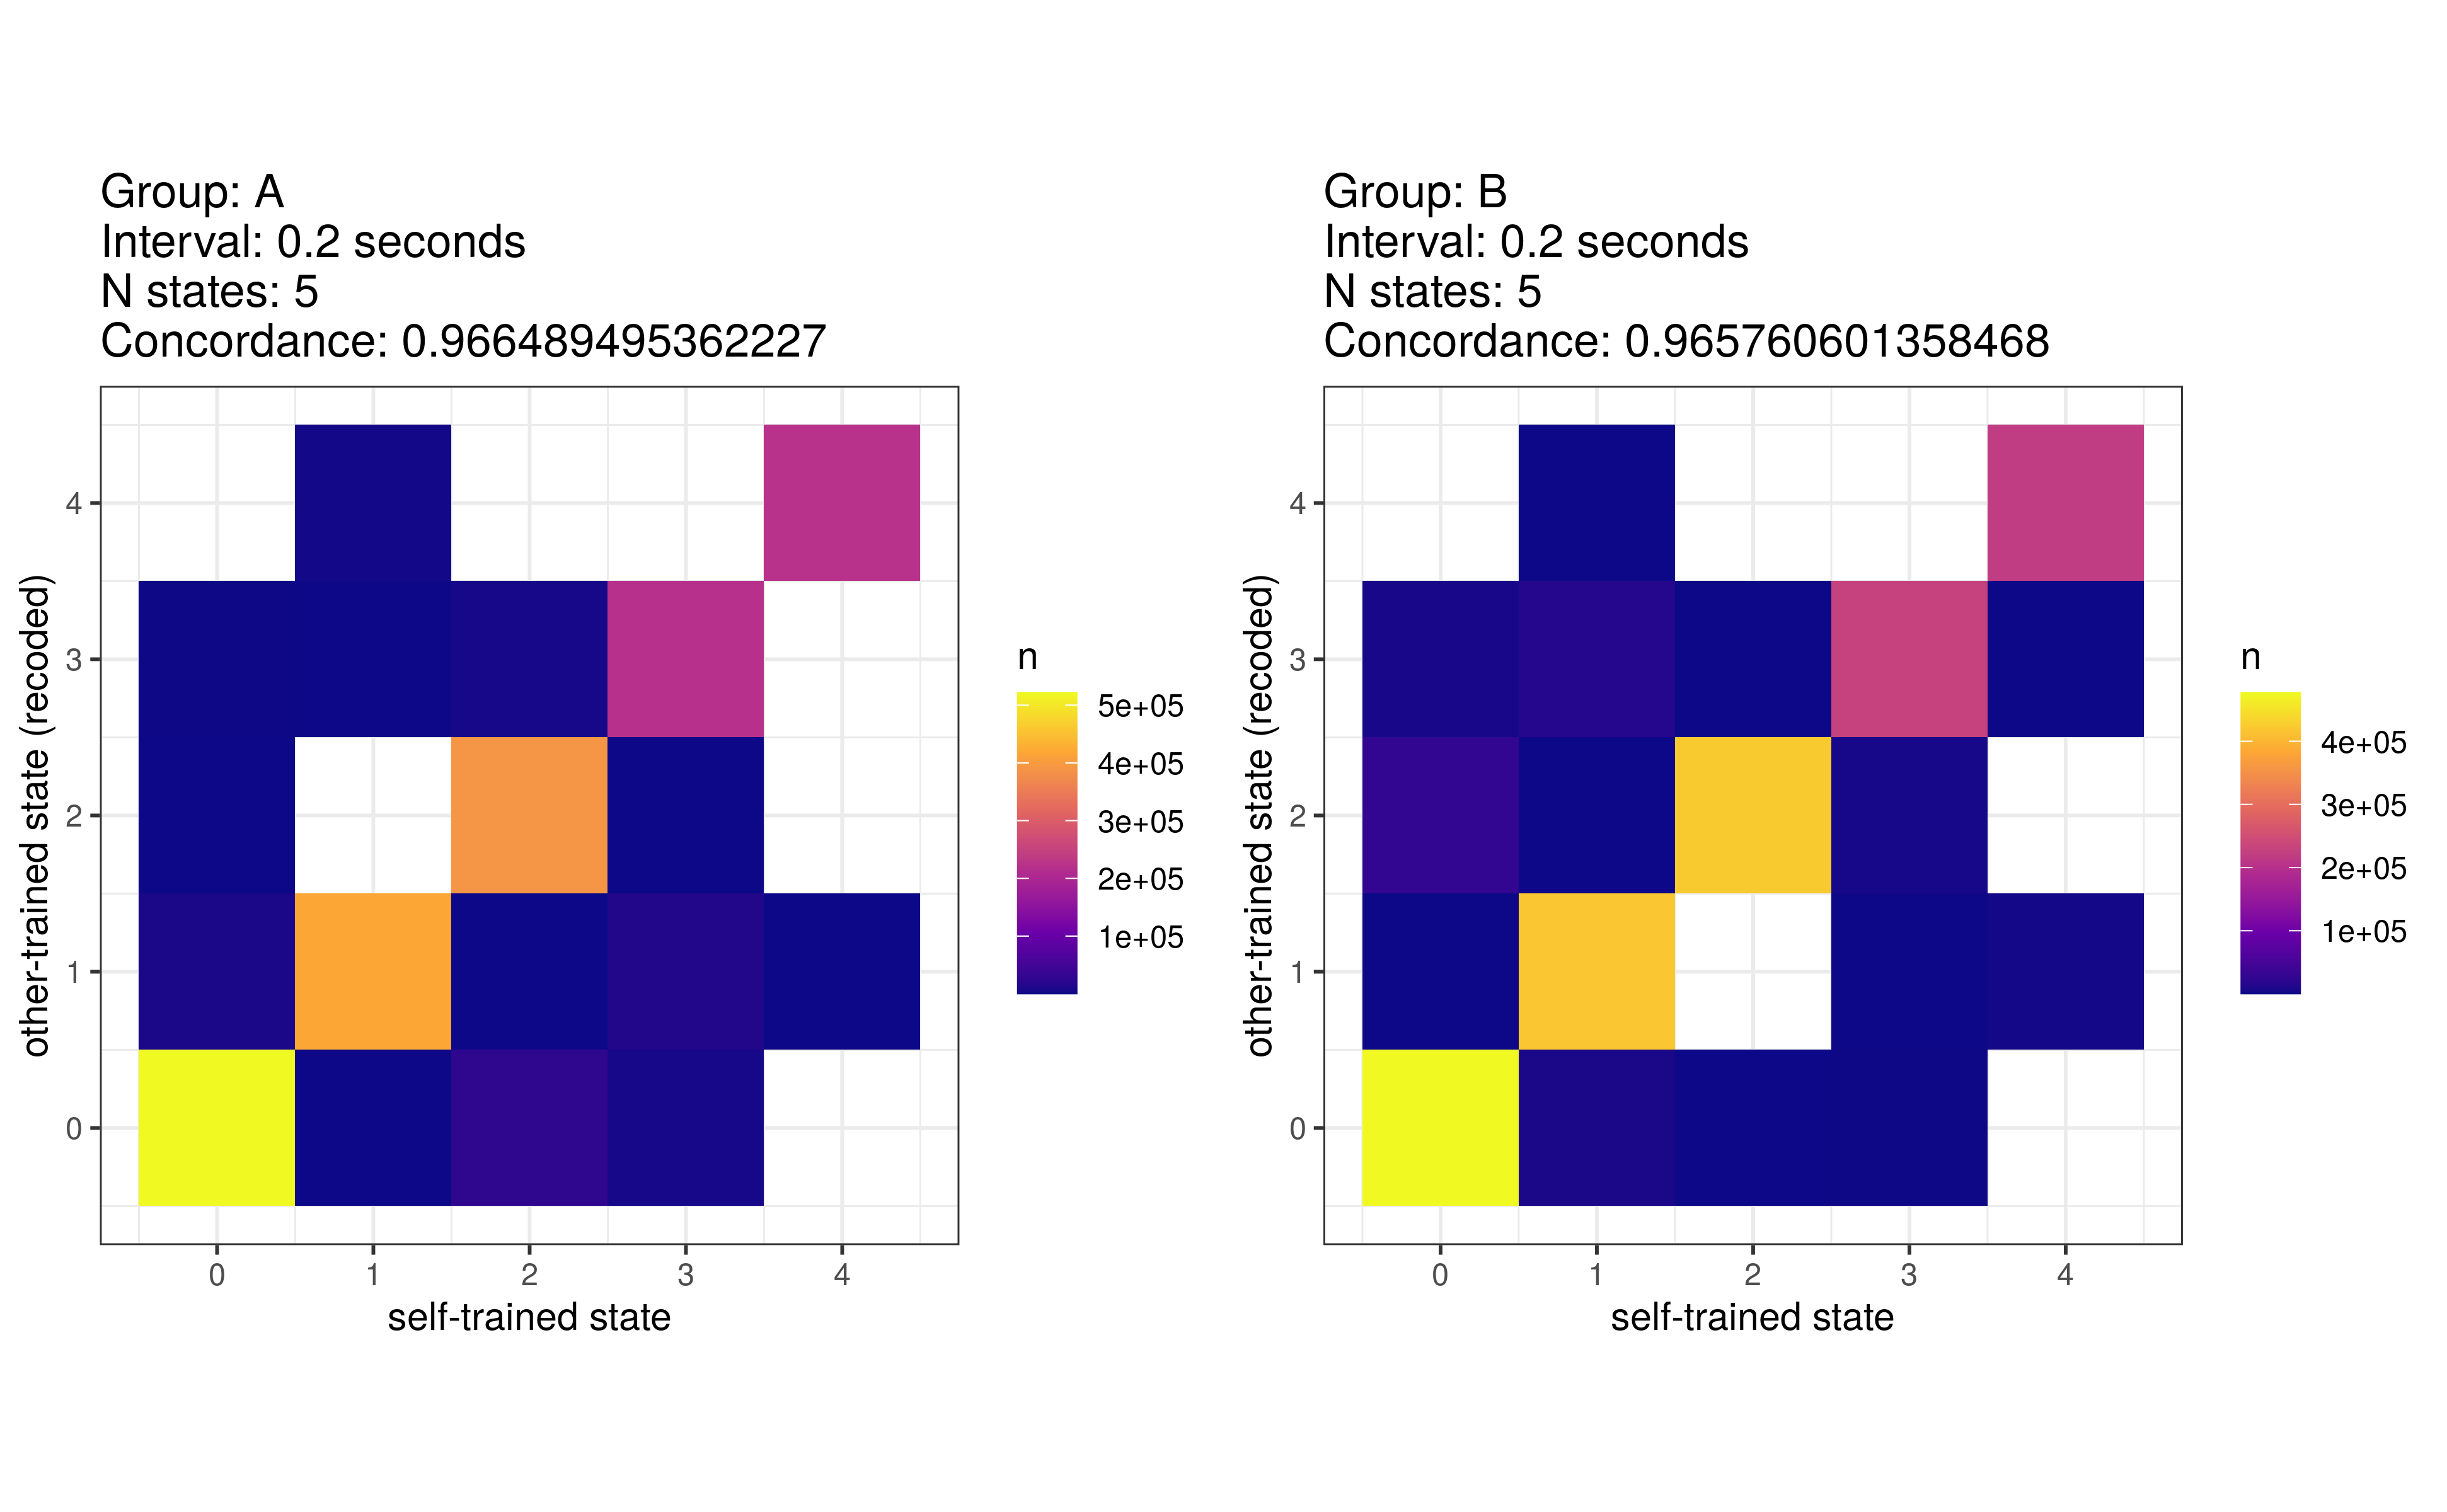 Group: A
Interval: 0.2 seconds
N states: 5
Concordance: 0.966489495362227
other-trained state (recoded)
4
3
2
1
0
0 1 2 3 4
self-trained state
n
5e+05
4e+05
3e+05
2e+05
1e+05
Group: B
Interval: 0.2 seconds
N states: 5
Concordance: 0.965760601358468
other-trained state (recoded)
4
3
2
1
0
0 1 2 3 4
self-trained state
n
4e+05
3e+05
2e+05
1e+05